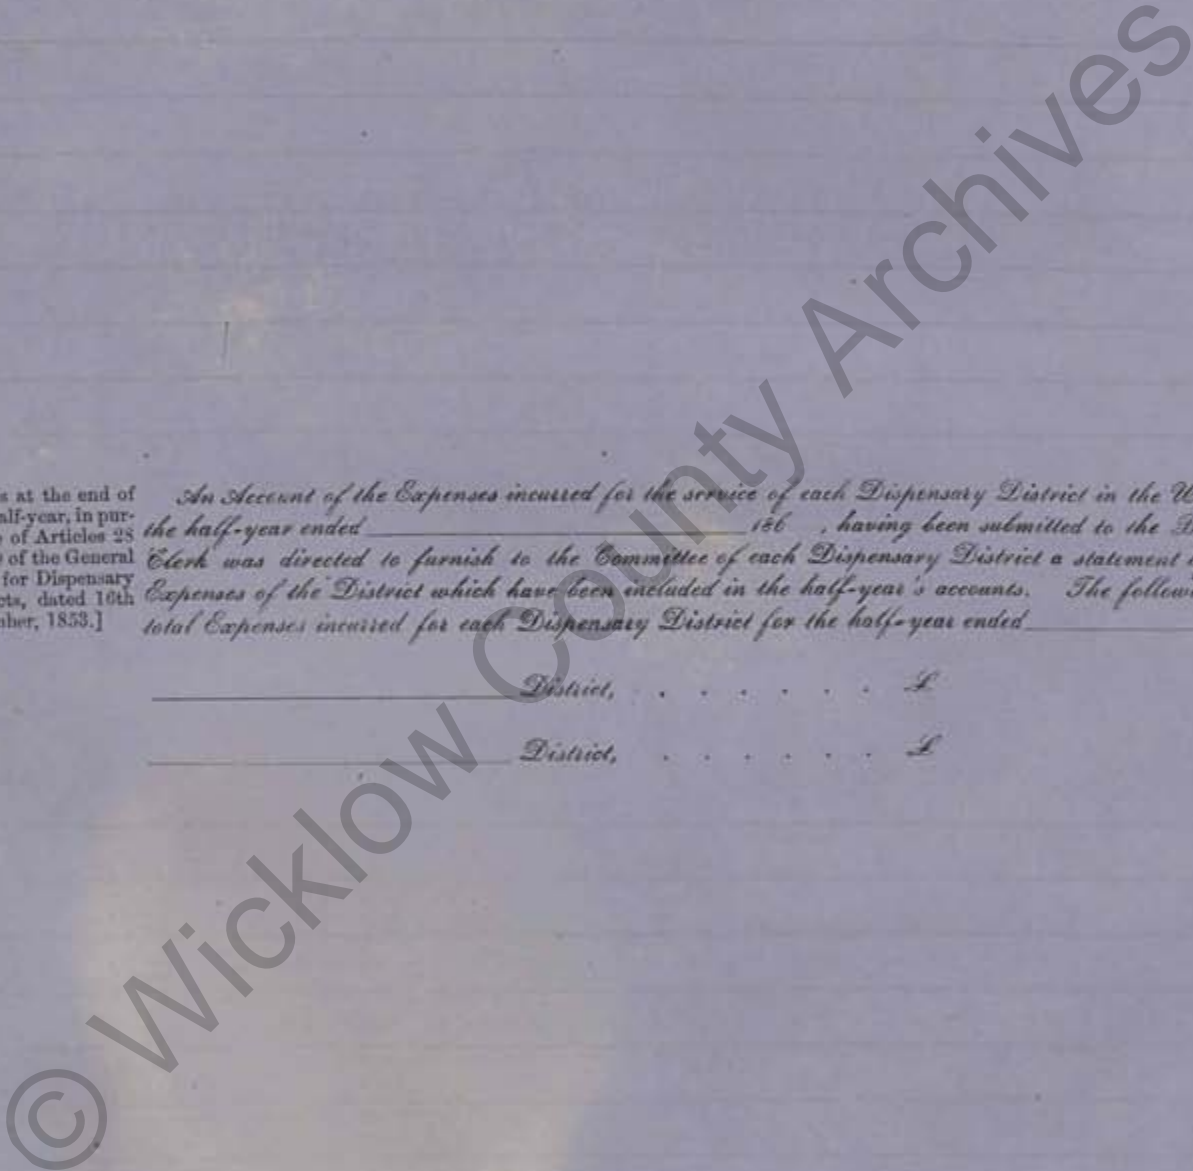 s at the end of
alf-year, in pur-
of Articles 28
of the General
for Dispensary
cts, dated 16th
mber, 1853.]
An Account of the Expenses incurred for the service of each Dispensary District in the U
the half-year ended 186 , having been submitted to the B
Clerk was directed to furnish to the Committee of each Dispensary District a statement
Expenses of the District which have been included in the half-year's accounts. The follow
total Expenses incurred for each Dispensary District for the half-year ended
District, . . . . . . £
District, . . . . . . £
© Wicklow County Archives